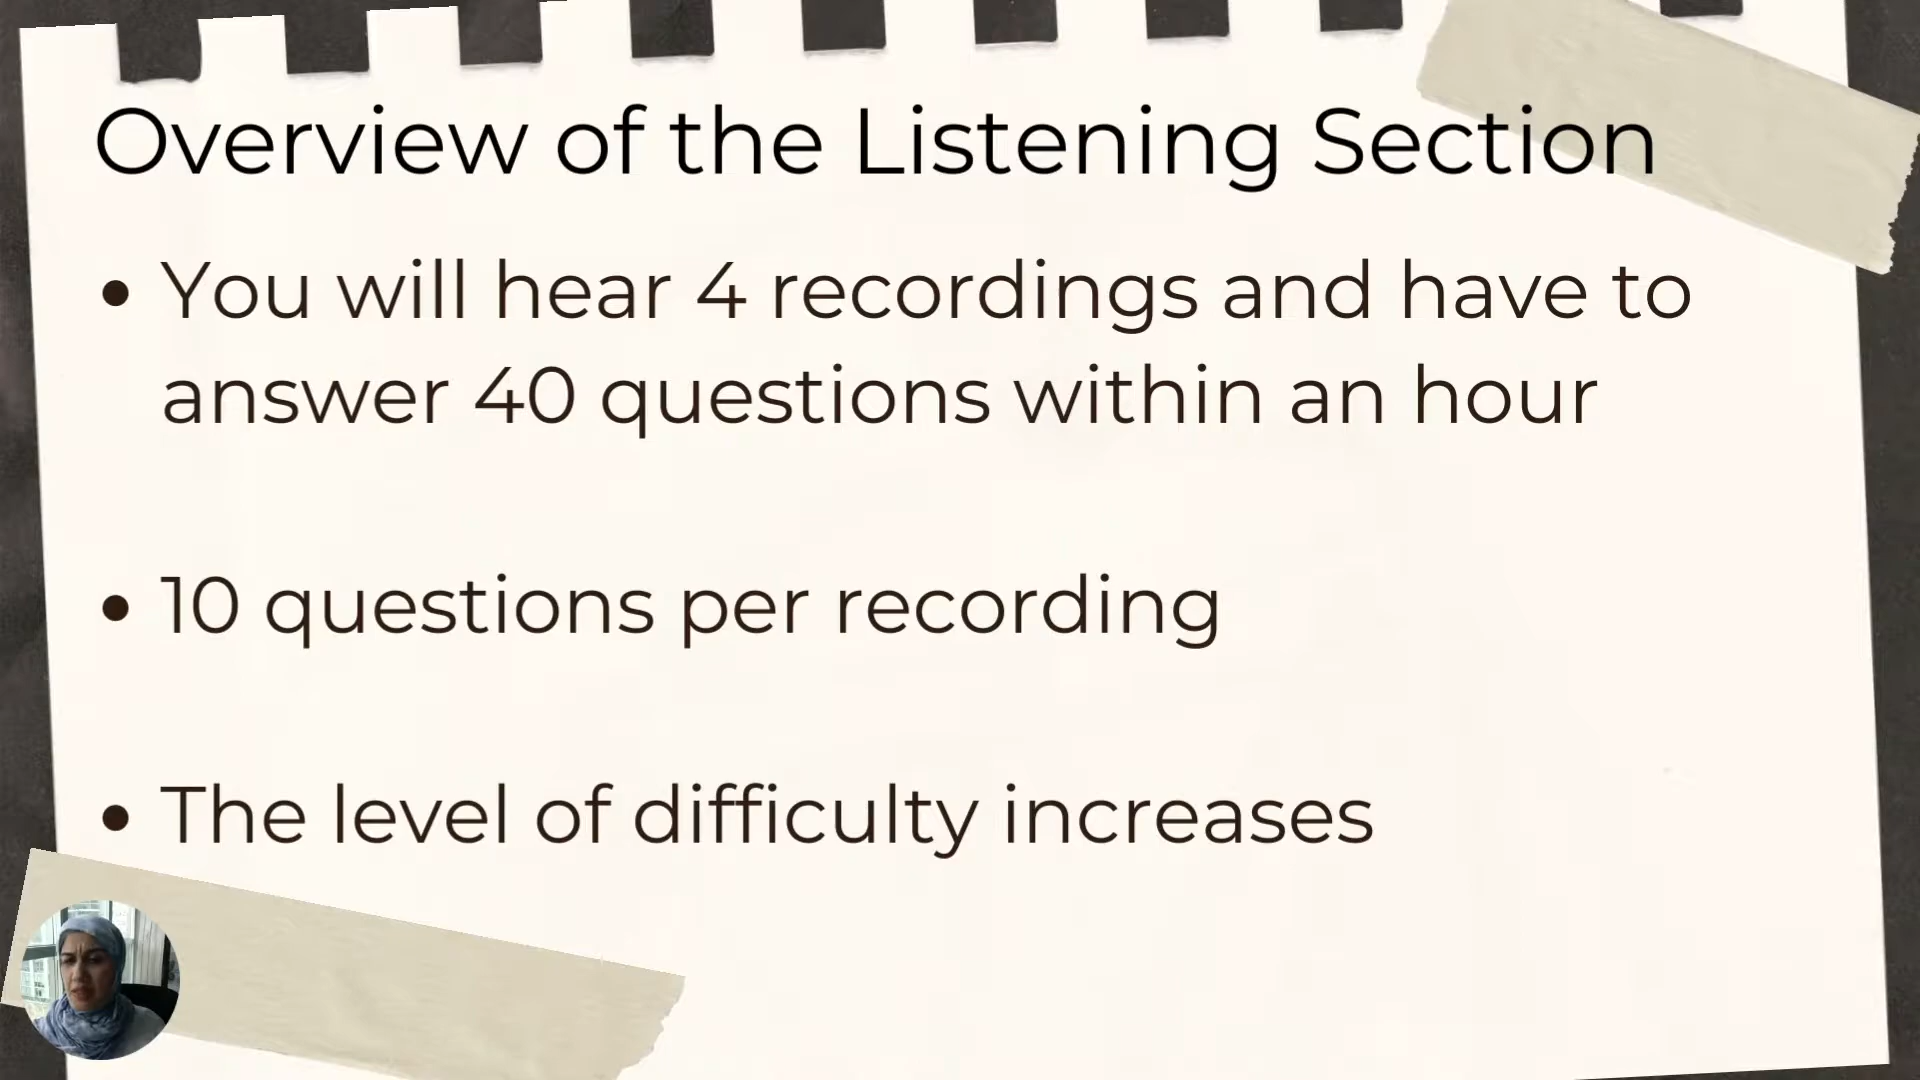 Overview of the Listening Section
• You will hear 4 recordings and have to
answer 40 questions within an hour
• 10 questions per recording
• The level of difficulty increases